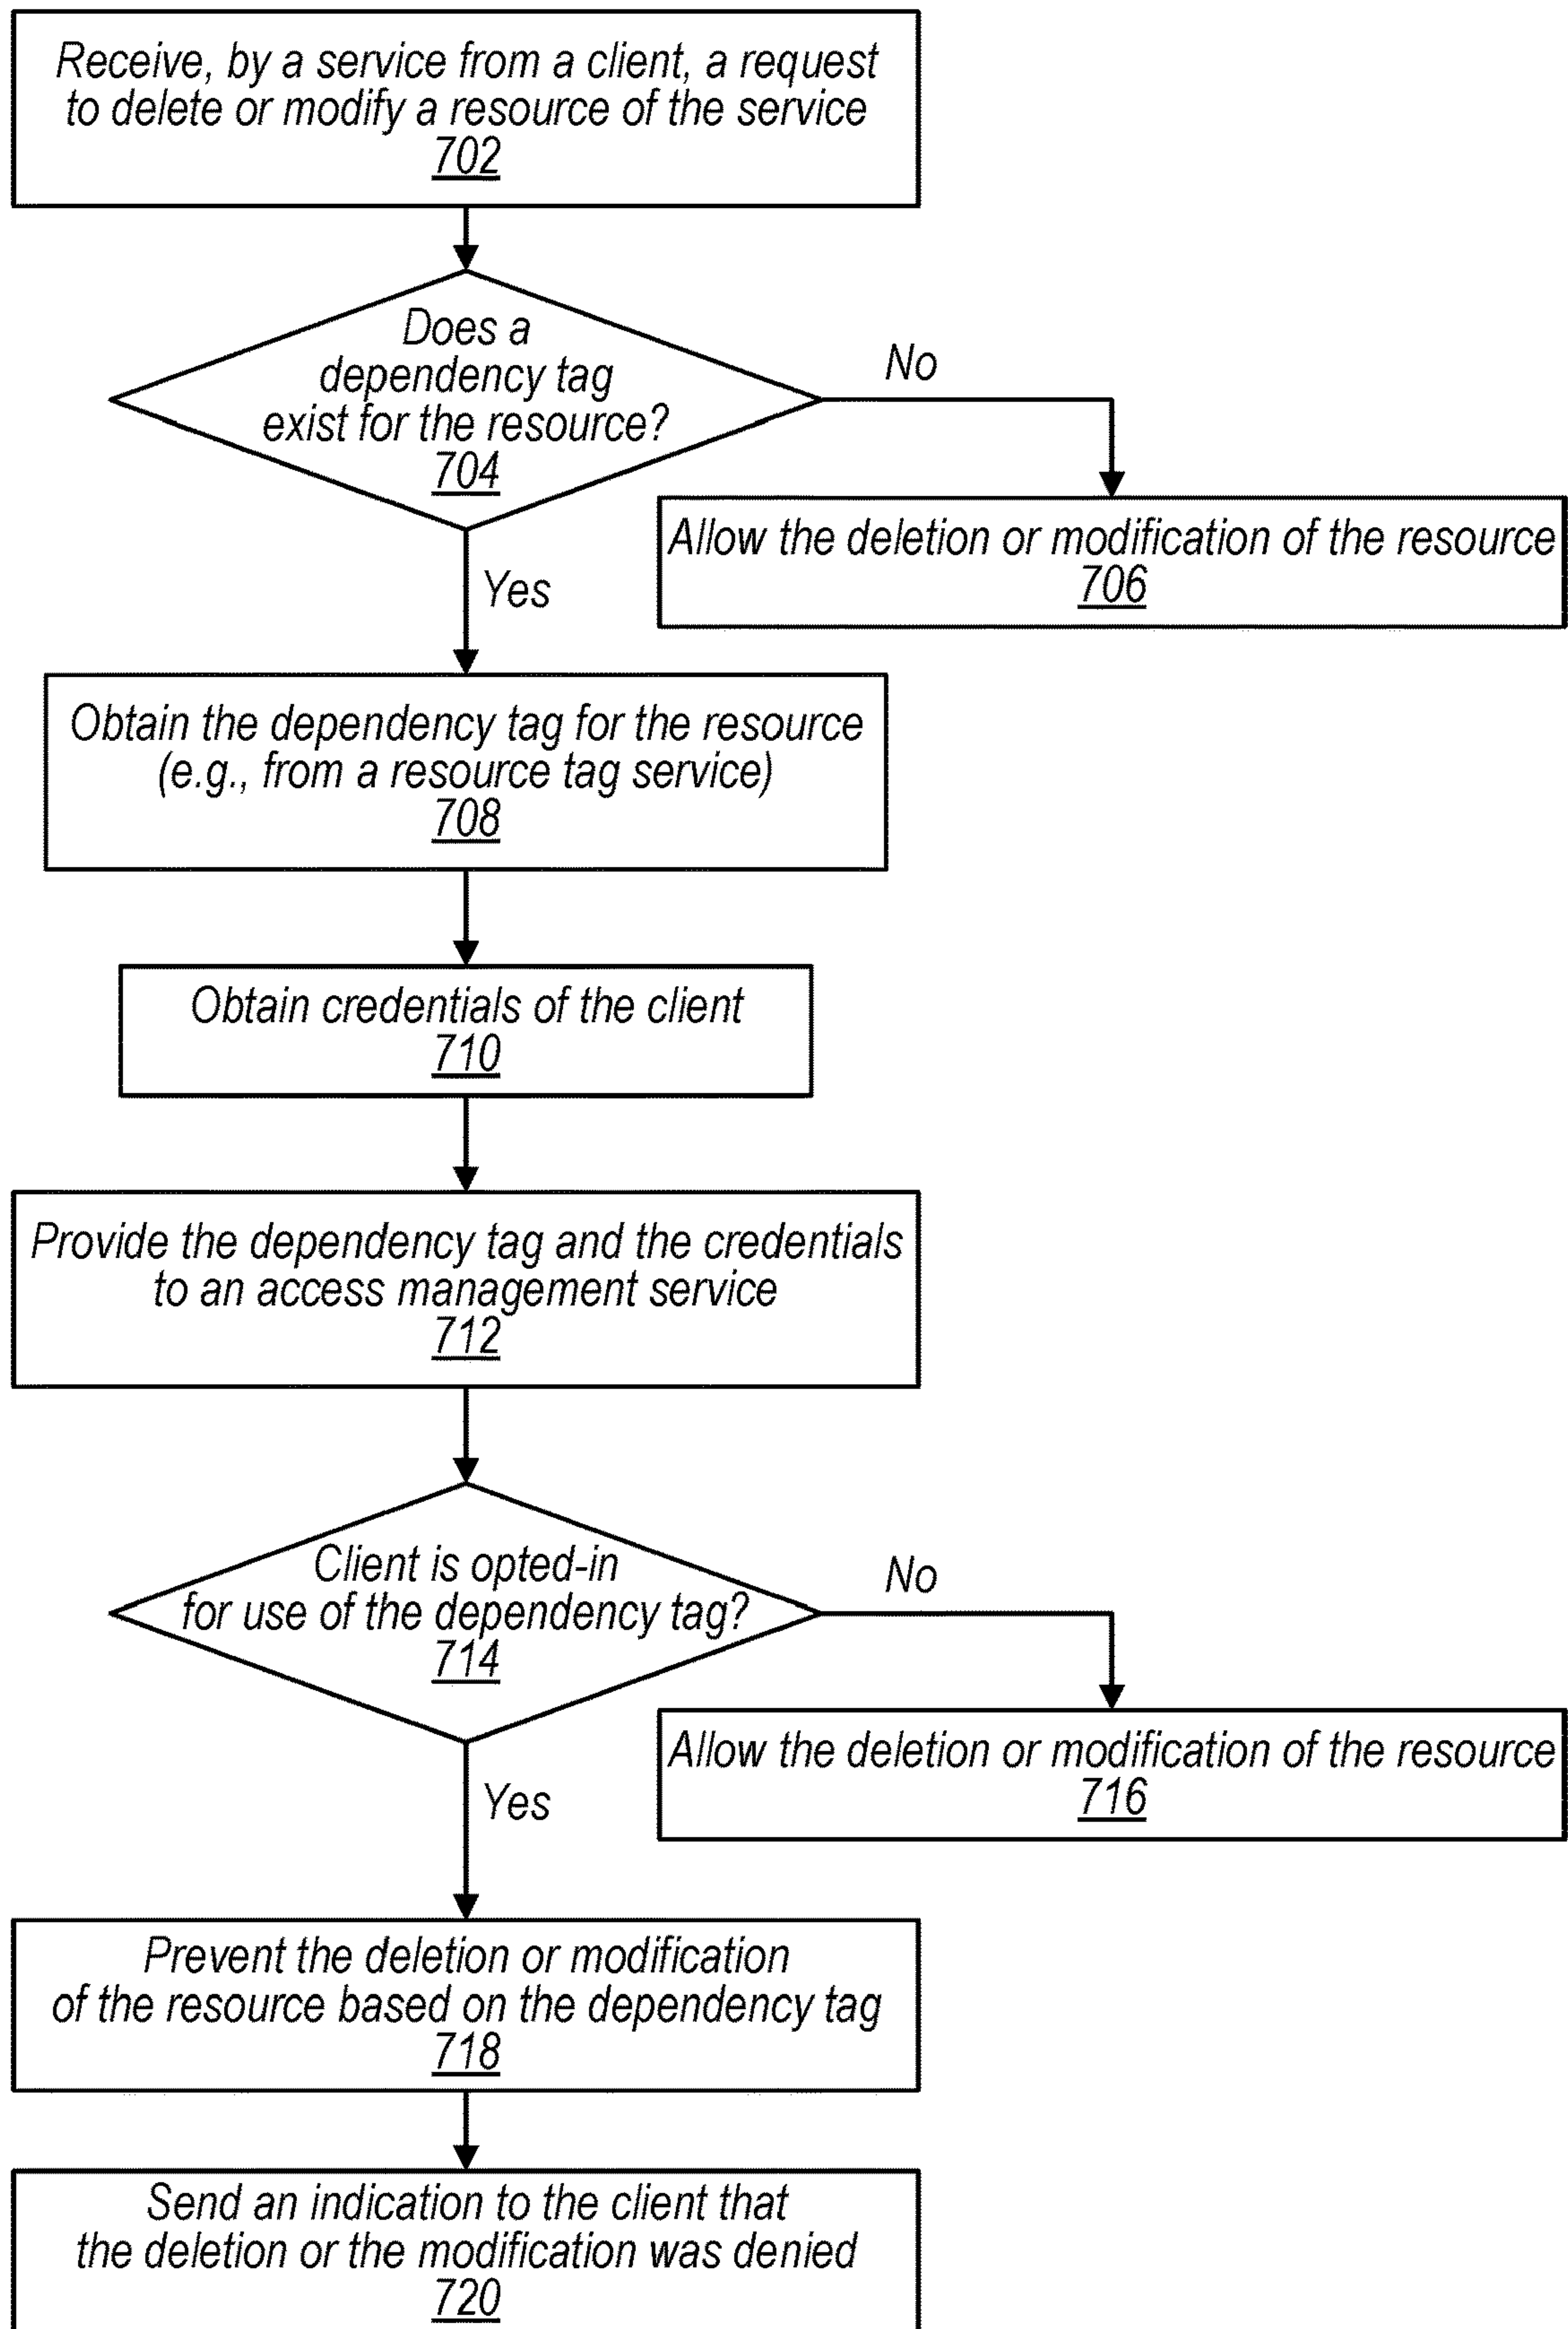 Receive, by a service from a client, a request
to delete or modify a resource of the service
702
Does a
dependency tag
exist for the resource?
704
No
Allow the deletion or modification of the resource
706
Yes
Obtain the dependency tag for the resource
(e.g., from a resource tag service)
708
Obtain credentials of the client
710
Provide the dependency tag and the credentials
to an access management service
712
Client is opted-in
for use of the dependency tag?
714
No
Allow the deletion or modification of the resource
716
Yes
Prevent the deletion or modification
of the resource based on the dependency tag
718
Send an indication to the client that
the deletion or the modification was denied
720